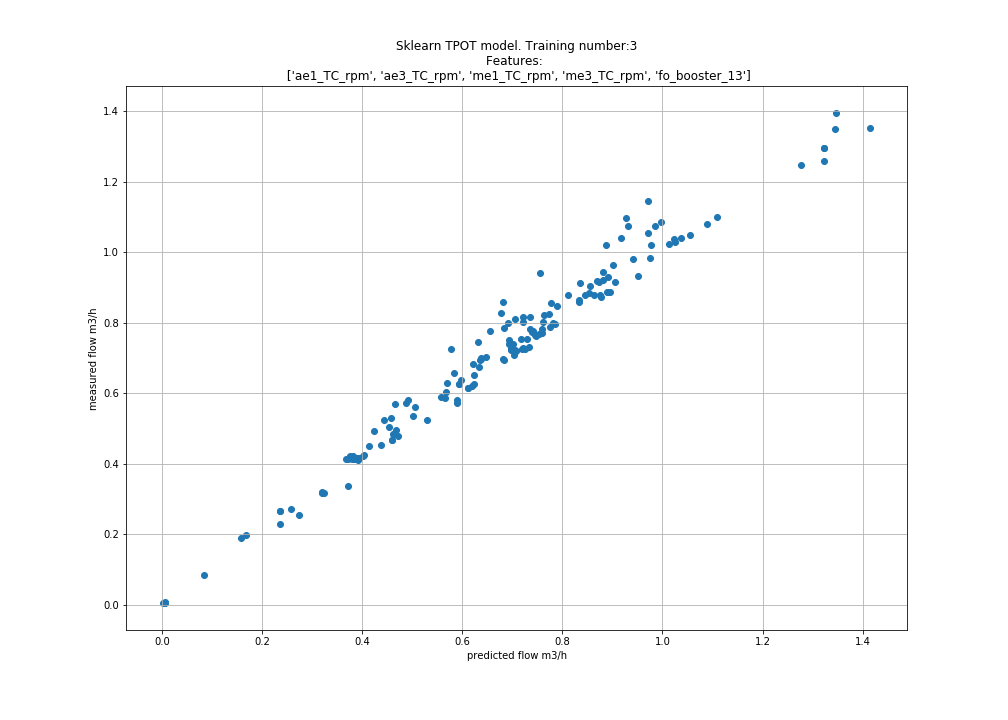 Sklearn TPOT model. Training number:3
Features:
['ae1_TC_rpm', 'ae3_TC_rpm', 'me1_TC_rpm', 'me3_TC_rpm', 'fo_booster_13']
1.4
1.2
1.0
0.8
0.6
0.4
0.2
0.0
measured flow m3/h
0.0 0.2 0.4 0.6 0.8 1.0 1.2 1.4
predicted flow m3/h